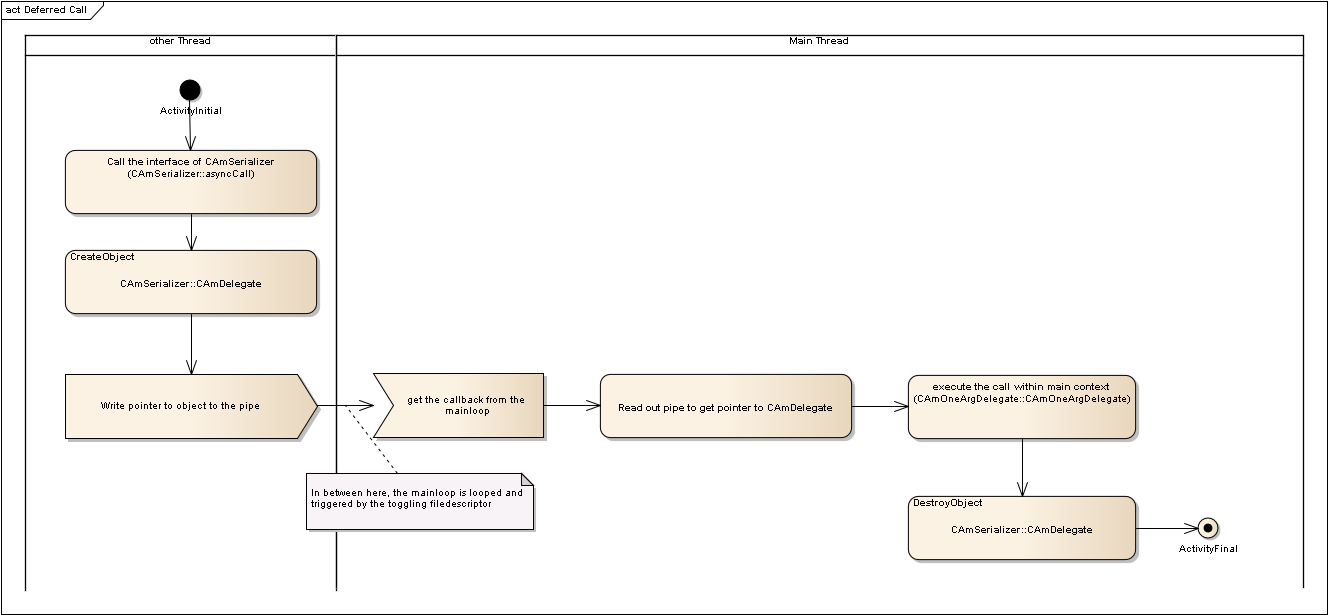 act Deferred Call
other Thread
Main Thread
ActivityInitial
Call the interface of CAmSerializer
(CAmSerializer::asyncCall)
CreateObject
CAmSerializer::CAmDelegate
Write pointer to object to the pipe
get the callback from the
mainloop
Read out pipe to get pointer to CAmDelegate
execute the call within main context
(CAmOneArgDelegate::CAmOneArgDelegate)
In between here, the mainloop is looped and
triggered by the toggling filedescriptor
DestroyObject
CAmSerializer::CAmDelegate
ActivityFinal